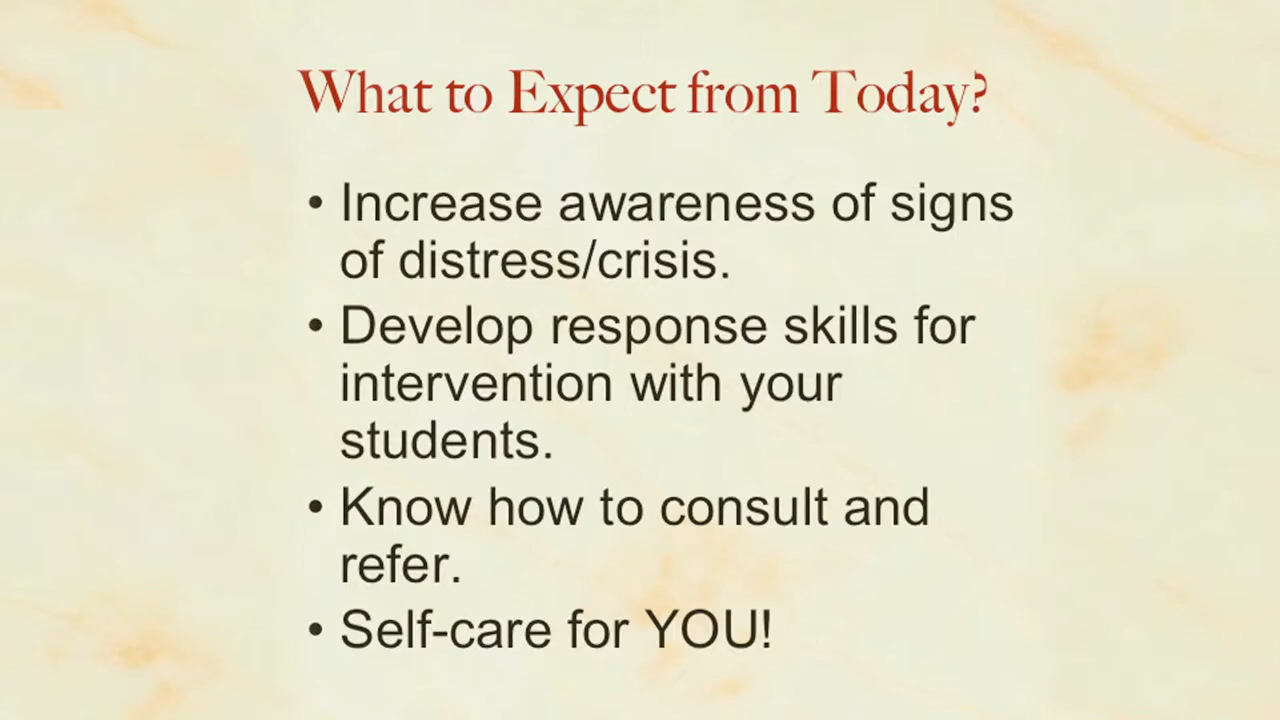 What to Expect from Today?
• Increase awareness of signs
of distress/crisis.
• Develop response skills for
intervention with your
students.
• Know how to consult and
refer.
• Self-care for YOU!